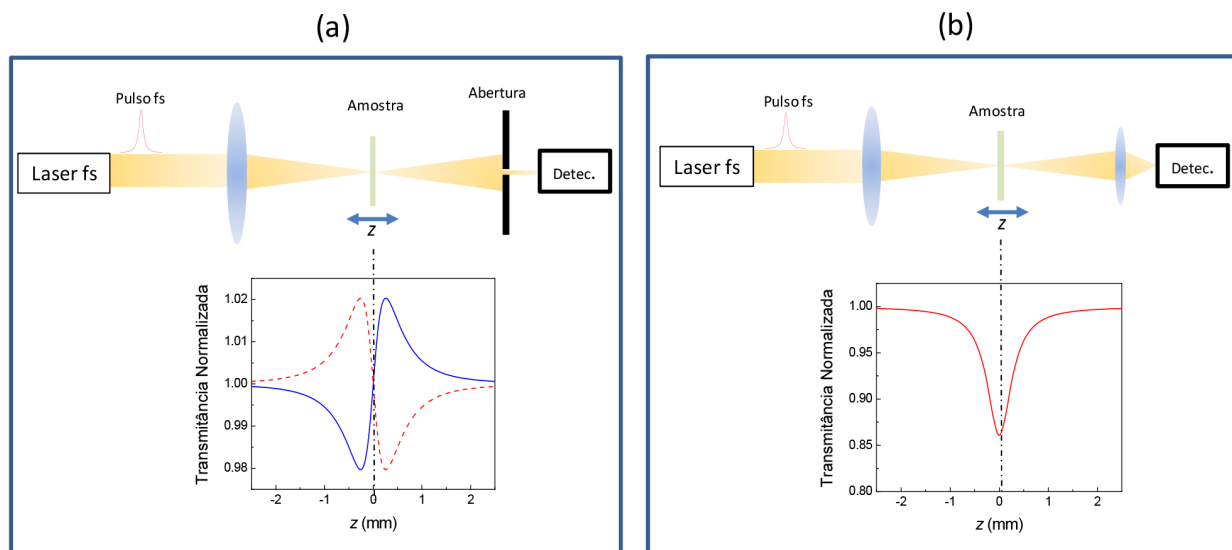 (a)
Pulso fs
Laser fs
Amostra
Abertura
Detec.
z
Transmitância Normalizada
1.02
1.01
1.00
0.99
0.98
-2
-1
0
1
2
z (mm)
(b)
Pulso fs
Laser fs
Amostra
Detec.
z
Transmitância Normalizada
1.00
0.95
0.90
0.85
0.80
-2
-1
0
1
2
z (mm)